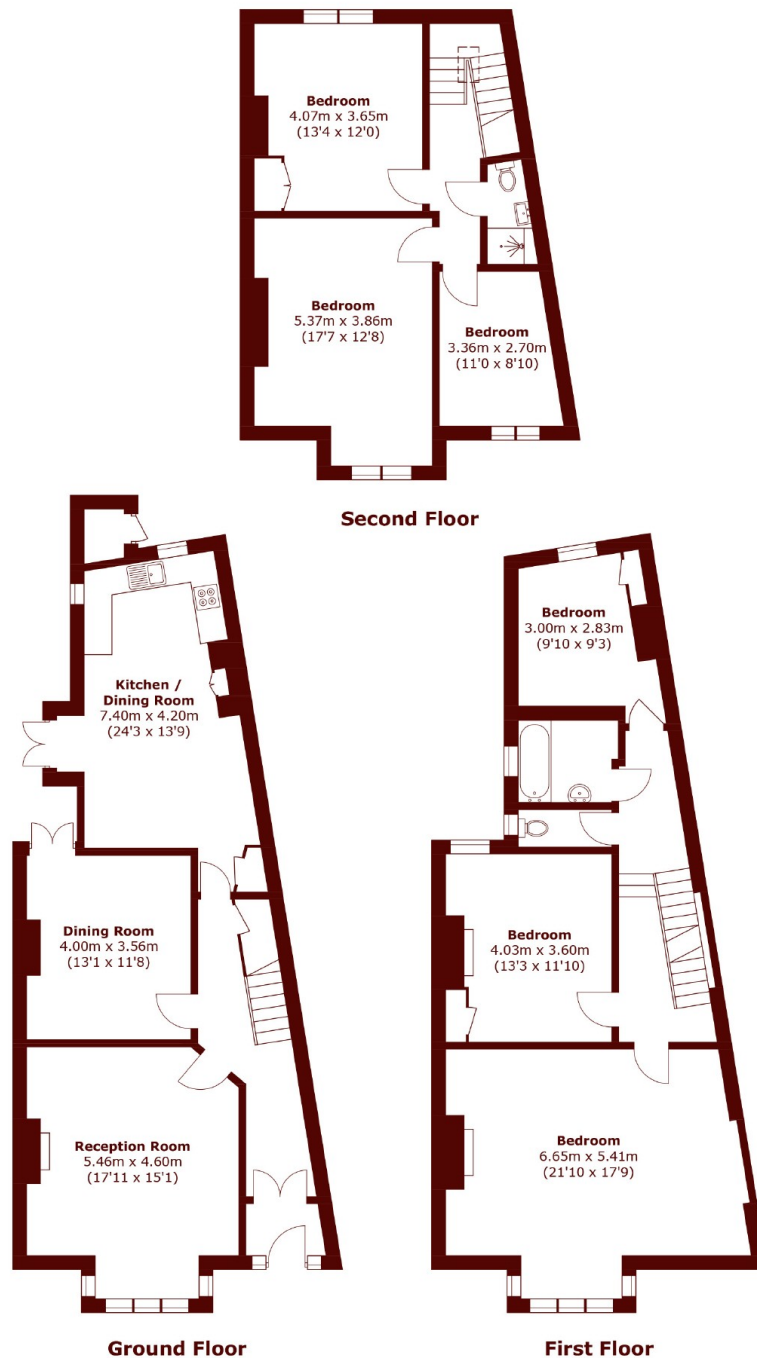 Bedroom
4.07m x 3.65m
(13'4 x 12'0)
Bedroom
5.37m x 3.86m
(17'7 x 12'8)
Bedroom
3.36m x 2.70m
(11'0 x 8'10)
Second Floor
Kitchen /
Dining Room
7.40m x 4.20m
(24'3 x 13'9)
Dining Room
4.00m x 3.56m
(13'1 x 11'8)
Reception Room
5.46m x 4.60m
(17'11 x 15'1)
Ground Floor
Bedroom
3.00m x 2.83m
(9'10 x 9'3)
Bedroom
4.03m x 3.60m
(13'3 x 11'10)
Bedroom
6.65m x 5.41m
(21'10 x 17'9)
First Floor